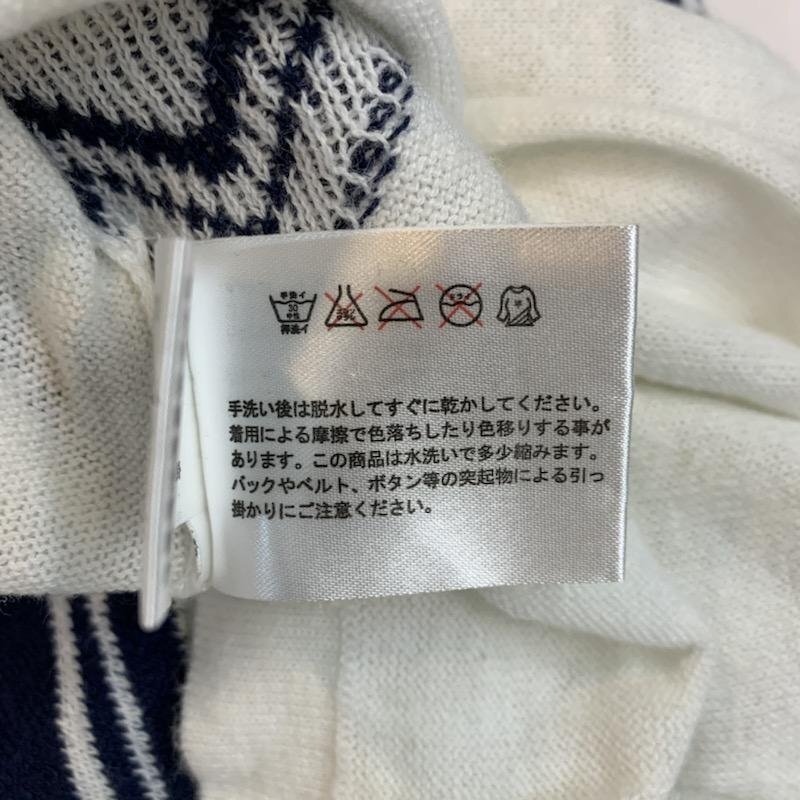 手洗イ
30
中性
押洗イ
手洗い後は脱水してすぐに乾かしてください。
着用による摩擦で色落ちしたり色移りする事が
あります。この商品は水洗いで多少縮みます。
バックやベルト、ボタン等の突起物による引っ
掛かりにご注意ください。